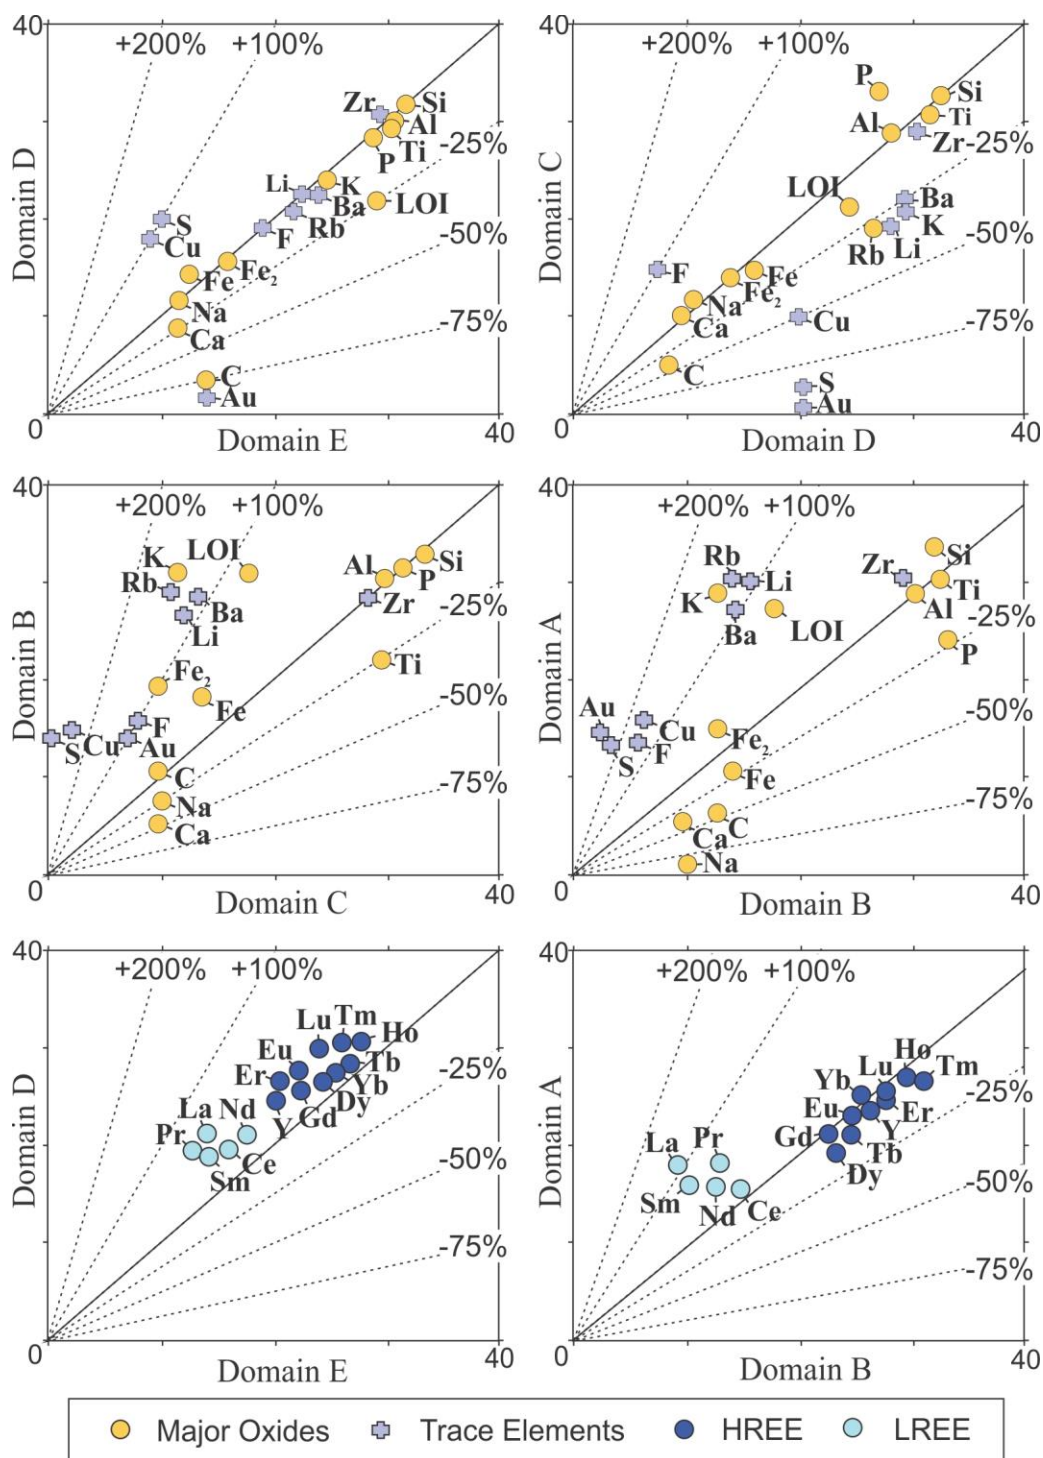 40
+200% +100%
Zr Si
Al
Ti
P
-25%
Li K
Ba
LOI
Rb
S
Cu
F
-50%
Fe Fe2
Na
Ca
-75%
C
Au
0
Domain E
40
Domain D
40
+200% +100%
P
Si
Ti
Al
Zr
-25%
LOI
Ba
K
Rb
Li
-50%
F
Fe
Fe2
Na
Ca
Cu
-75%
C
S
Au
0
Domain D
40
Domain C
40
+200% +100%
K LOI
Al Si
P
Rb
Ba
Zr
-25%
Li
Ti
Fe2
Fe
-50%
F
S Cu Au
C
Na
-75%
Ca
0
Domain C
40
Domain B
40
+200% +100%
Rb
Li
Zr
Si
Ti
K
Ba
LOI
Al
-25%
P
Au
Cu
S F
Fe2
-50%
Fe
C
Ca
-75%
Na
0
Domain B
40
Domain A
40
+200% +100%
Lu Tm Ho
Eu
Tb
Er
Yb
-25%
Dy
Gd
Y
La Nd
Pr
Ce
Sm
-50%
-75%
0
Domain E
40
Domain D
40
+200% +100%
Ho
Lu Tm
Yb
-25%
Eu
Er
Y
Gd
Tb
Dy
La Pr
Sm
Nd Ce
-50%
-75%
0
Domain B
40
Domain A
Major Oxides Trace Elements HREE LREE